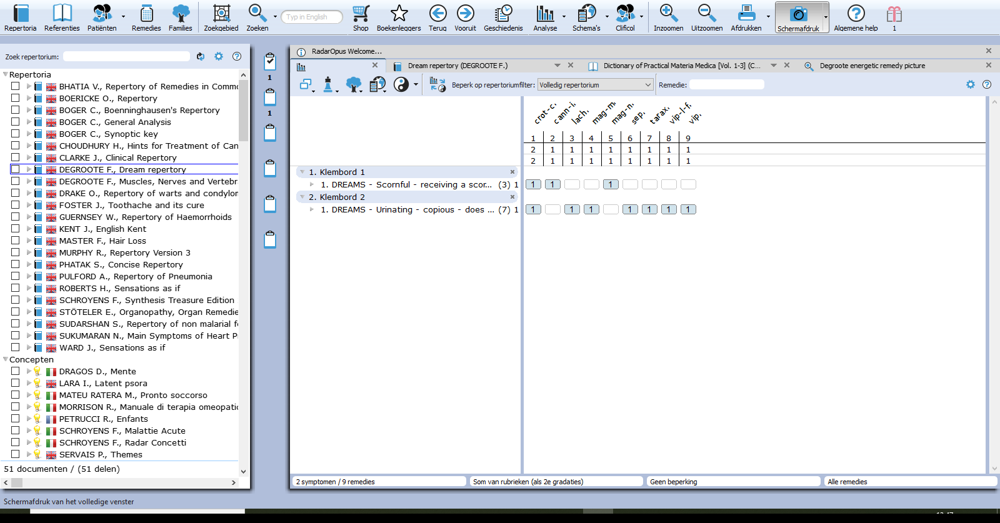 Repertoria Referenties Patiënten Remedies Families Zoekgebied Zoeken Typ in English Shop Boekenleggers Terug Vooruit Geschiedenis Analyse Schema's Clificol Inzoomen Uitzoomen Afdrukken Schermafdruk Algemene help 1
Zoek repertorium:
Repertoria
BHATIA V., Repertory of Remedies in Commo
BOERICKE O., Repertory
BOGER C., Boenninghausen's Repertory
BOGER C., General Analysis
BOGER C., Synoptic key
CHOUDHURY H., Hints for Treatment of Can
CLARKE J., Clinical Repertory
DEGROOTE F., Dream repertory
DEGROOTE F., Muscles, Nerves and Vertebr
DRAKE O., Repertory of warts and condylom
FOSTER J., Toothache and its cure
GUERNSEY W., Repertory of Haemorrhoids
KENT J., English Kent
MASTER F., Hair Loss
MURPHY R., Repertory Version 3
PHATAK S., Concise Repertory
PULFORD A., Repertory of Pneumonia
ROBERTS H., Sensations as if
SCHROYENS F., Synthesis Treasure Edition
STÖTELER E., Organopathy, Organ Remedie
SUDARSHAN S., Repertory of non malarial fe
SUKUMARAN N., Main Symptoms of Heart P
WARD J., Sensations as if
Concepten
DRAGOS D., Mente
LARA I., Latent psora
MATEU RATERA M., Pronto soccorso
MORRISON R., Manuale di terapia omeopatic
PETRUCCI R., Enfants
SCHROYENS F., Malattie Acute
SCHROYENS F., Radar Concetti
SERVAIS P., Themes
51 documenten / (51 delen)
1
1
RadarOpus Welcome...
Dream repertory (DEGROOTE F.) Dictionary of Practical Materia Medica [Vol. 1-3] (C... Degroote energetic remedy picture
Beperk op repertoriumfilter: Volledig repertorium Remedie:
crot-c. cann-i. lach. mag-m. mag-n. sep. tarax. vip-l-f. vip.
1 2 3 4 5 6 7 8 9
2 1 1 1 1 1 1 1 1
2 1 1 1 1 1 1 1 1
1. Klembord 1
1. DREAMS - Scornful - receiving a scor... (3) 1 1 1 1
2. Klembord 2
1. DREAMS - Urinating - copious - does ... (7) 1 1 1 1 1 1 1 1
2 symptomen / 9 remedies Som van rubrieken (als 2e gradaties) Geen beperking Alle remedies
Schermafdruk van het volledige venster